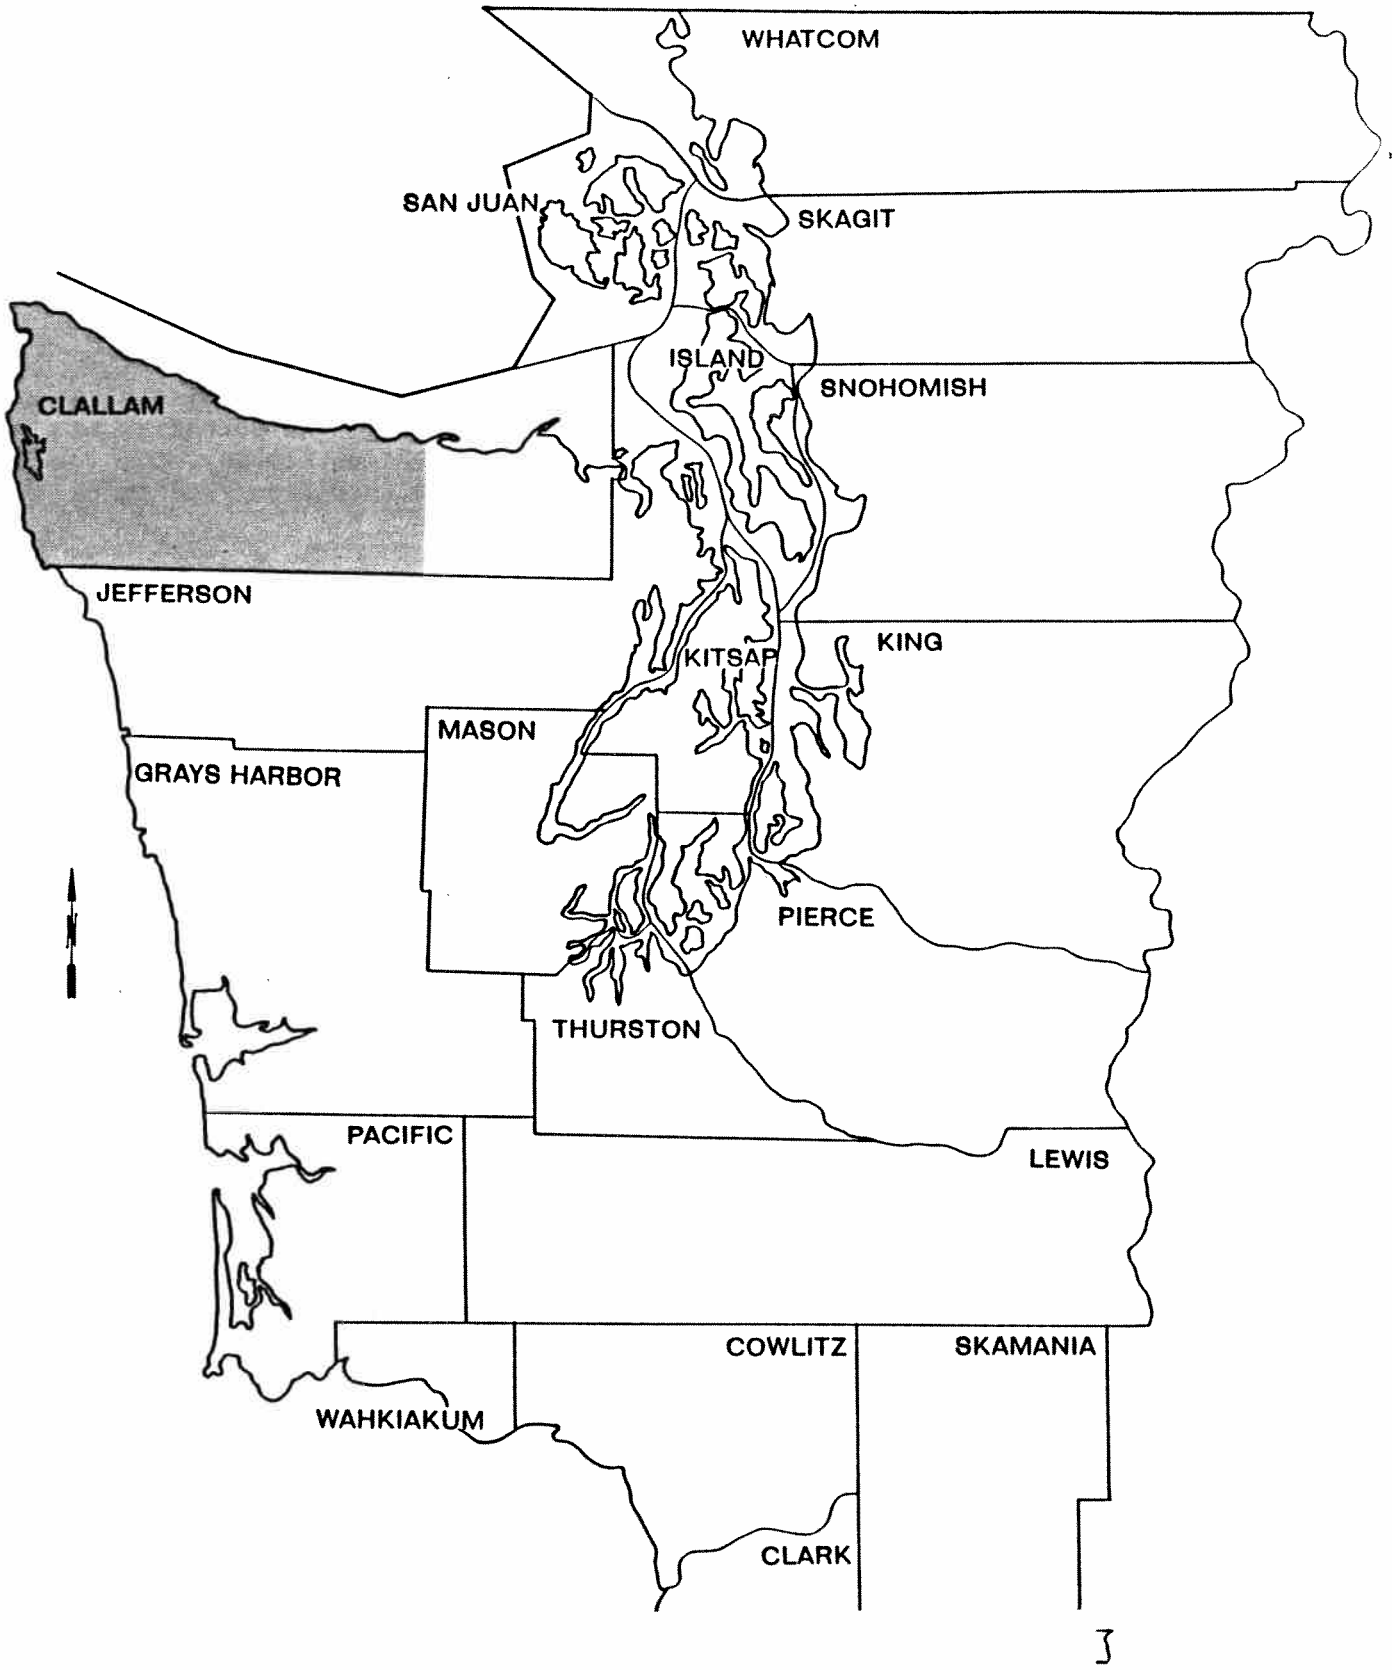 WHATCOM
SAN JUAN
SKAGIT
ISLAND
SNOHOMISH
CLALLAM
JEFFERSON
KING
KITSAP
MASON
GRAYS HARBOR
PIERCE
N
THURSTON
PACIFIC
LEWIS
COWLITZ
SKAMANIA
WAHKIAKUM
CLARK
3